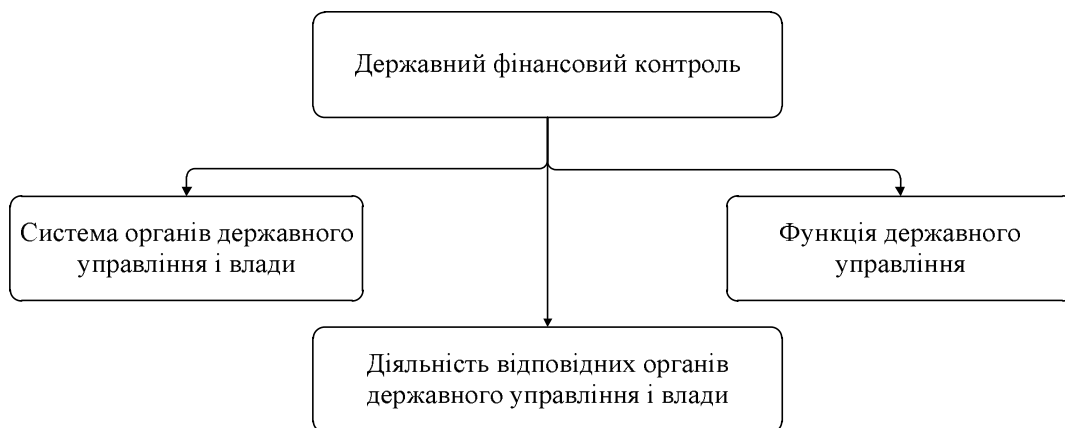 Державний фінансовий контроль
Система органів державного
управління і влади
Функція державного
управління
Діяльність відповідних органів
державного управління і влади